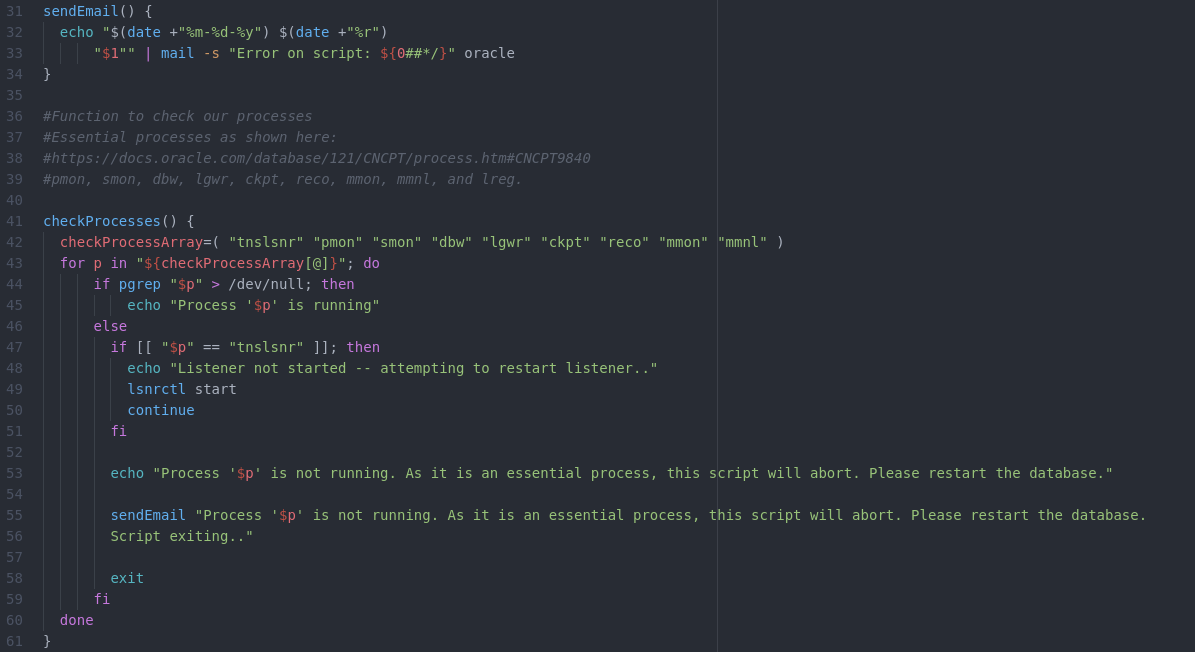 31 sendEmail() {
32   echo "$(date +"%m-%d-%y") $(date +"%r")
33       "$1"" | mail -s "Error on script: ${0##*/}" oracle
34 }
35
36 #Function to check our processes
37 #Essential processes as shown here:
38 #https://docs.oracle.com/database/121/CNCPT/process.htm#CNCPT9840
39 #pmon, smon, dbw, lgwr, ckpt, reco, mmon, mmnl, and lreg.
40
41 checkProcesses() {
42   checkProcessArray=( "tnslsnr" "pmon" "smon" "dbw" "lgwr" "ckpt" "reco" "mmon" "mmnl" )
43   for p in "${checkProcessArray[@]}"; do
44       if pgrep "$p" > /dev/null; then
45           echo "Process '$p' is running"
46       else
47         if [[ "$p" == "tnslsnr" ]]; then
48           echo "Listener not started -- attempting to restart listener.."
49           lsnrctl start
50           continue
51         fi
52
53         echo "Process '$p' is not running. As it is an essential process, this script will abort. Please restart the database."
54
55         sendEmail "Process '$p' is not running. As it is an essential process, this script will abort. Please restart the database.
56         Script exiting.."
57
58         exit
59       fi
60   done
61 }